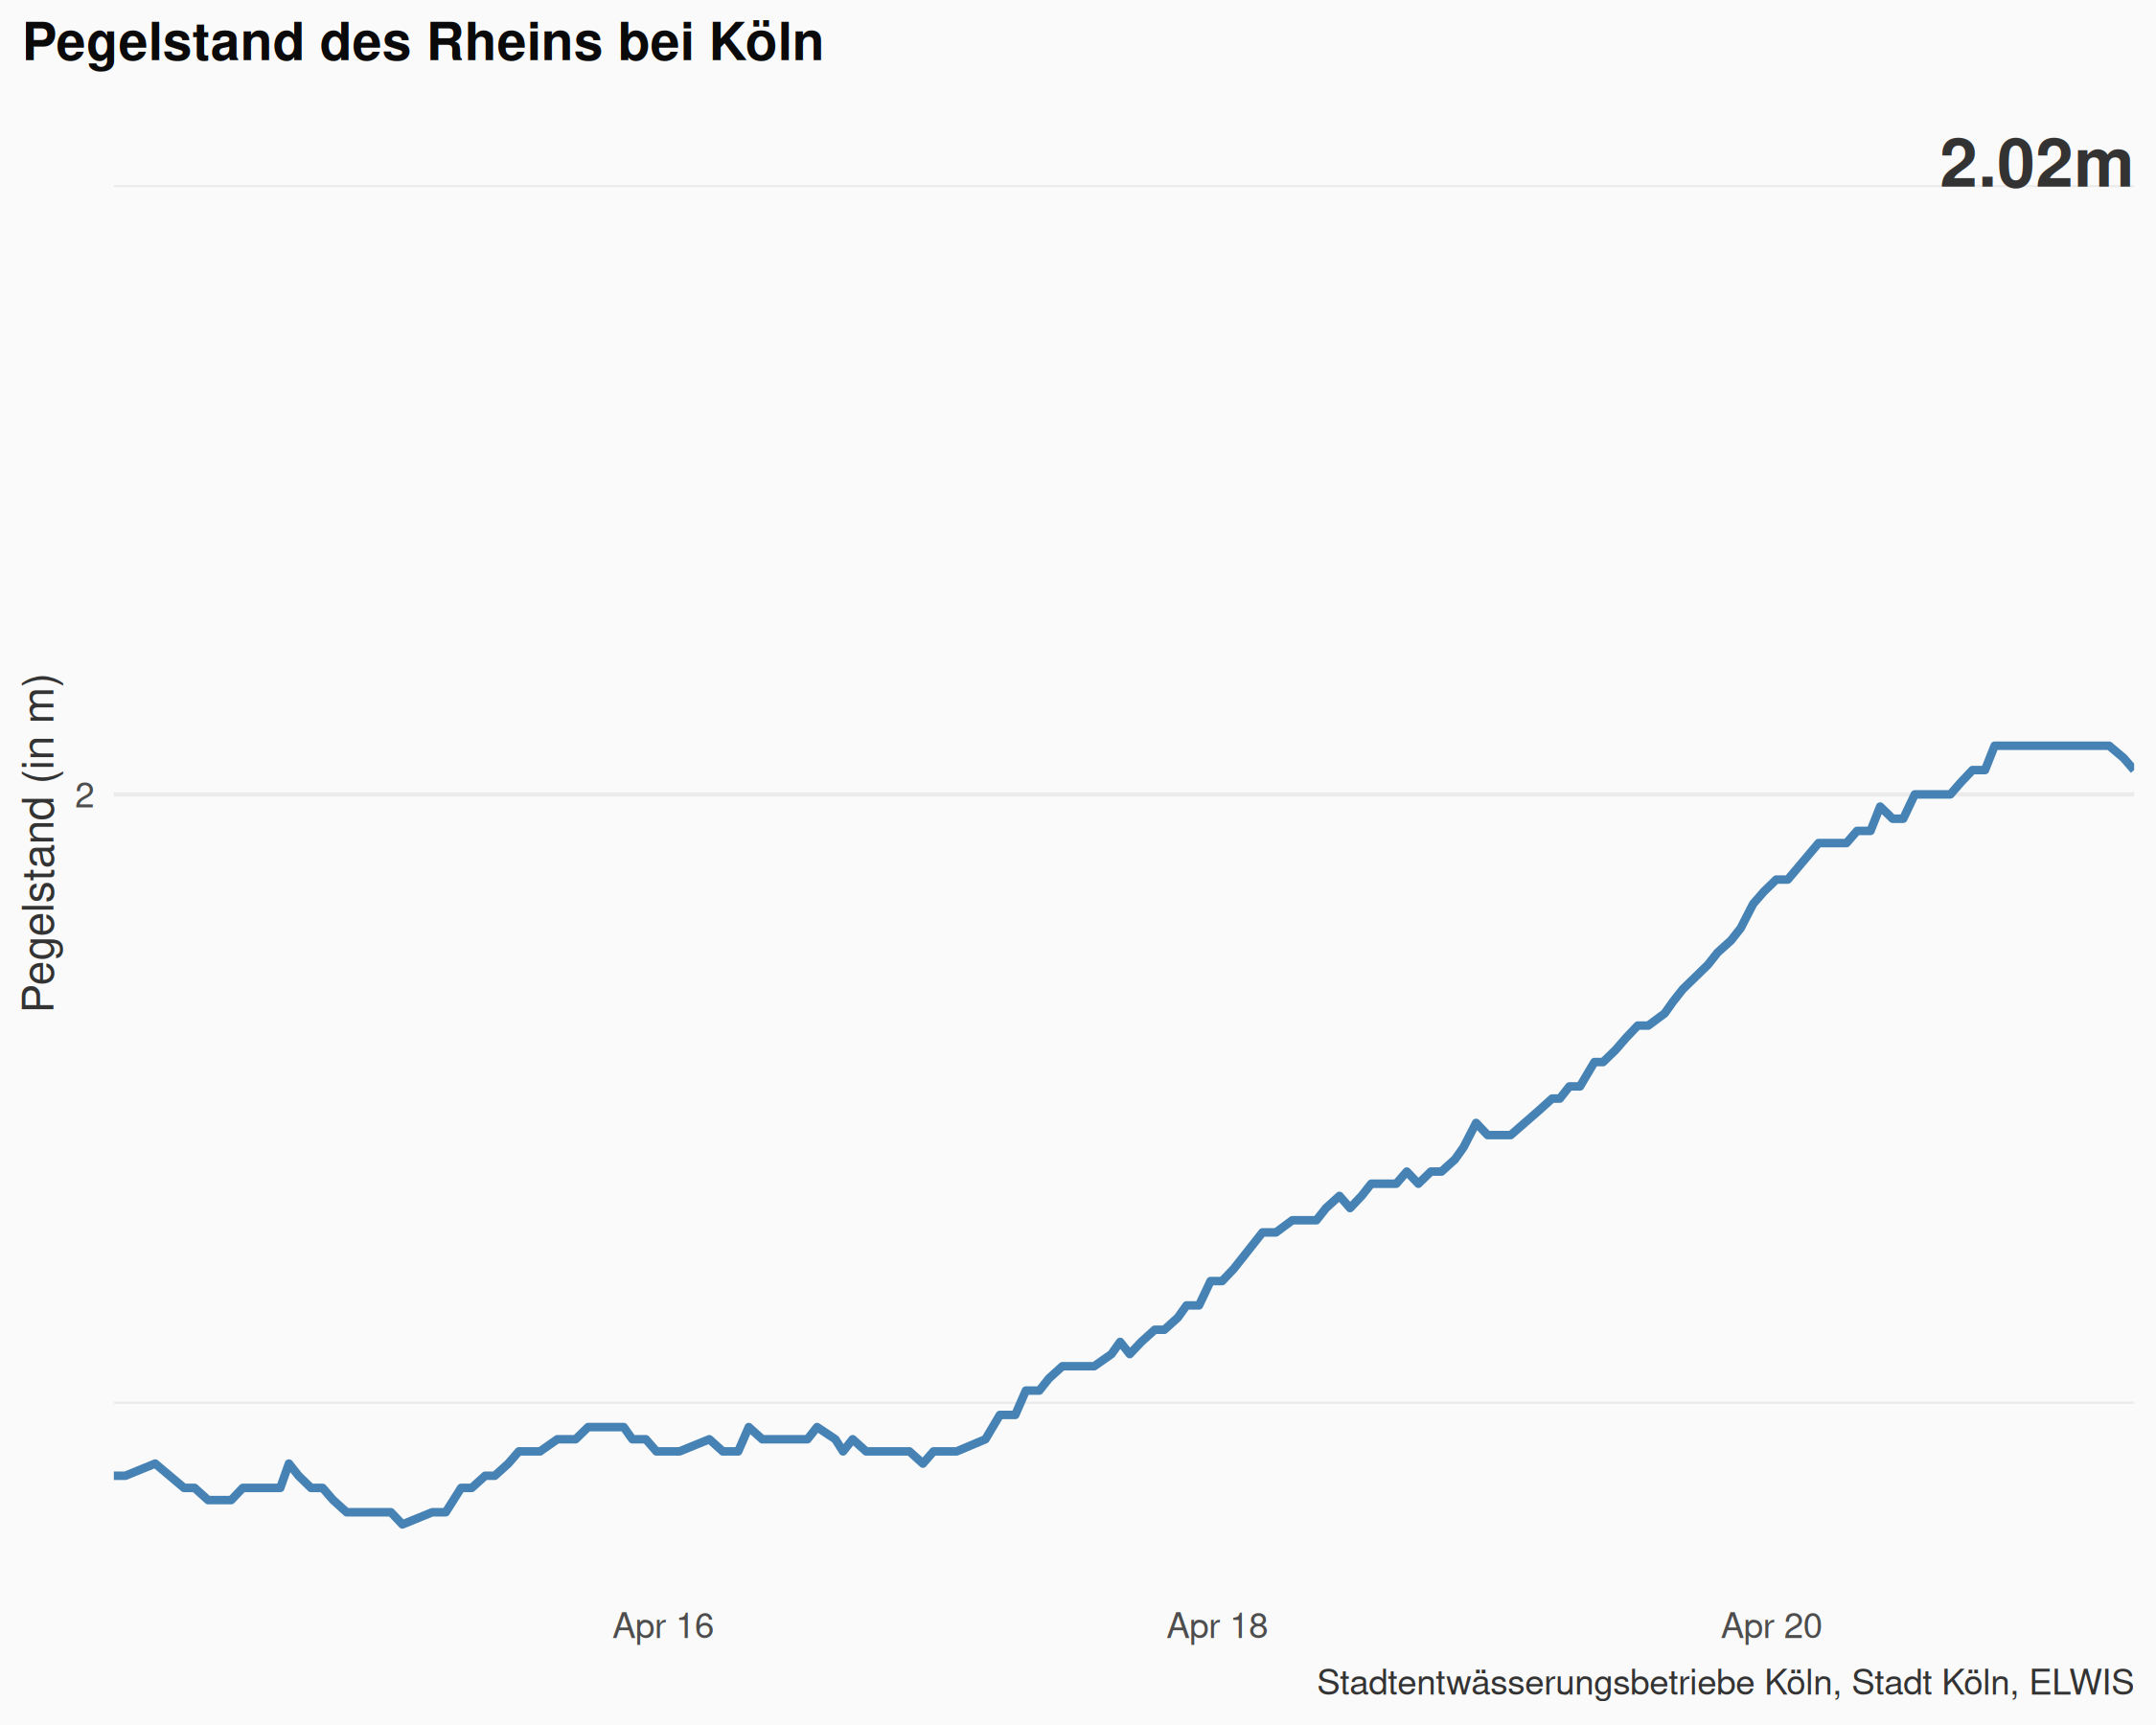 Pegelstand des Rheins bei Köln
2.02m
Pegelstand (in m)
2
Apr 16
Apr 18
Apr 20
Stadtentwässerungsbetriebe Köln, Stadt Köln, ELWIS